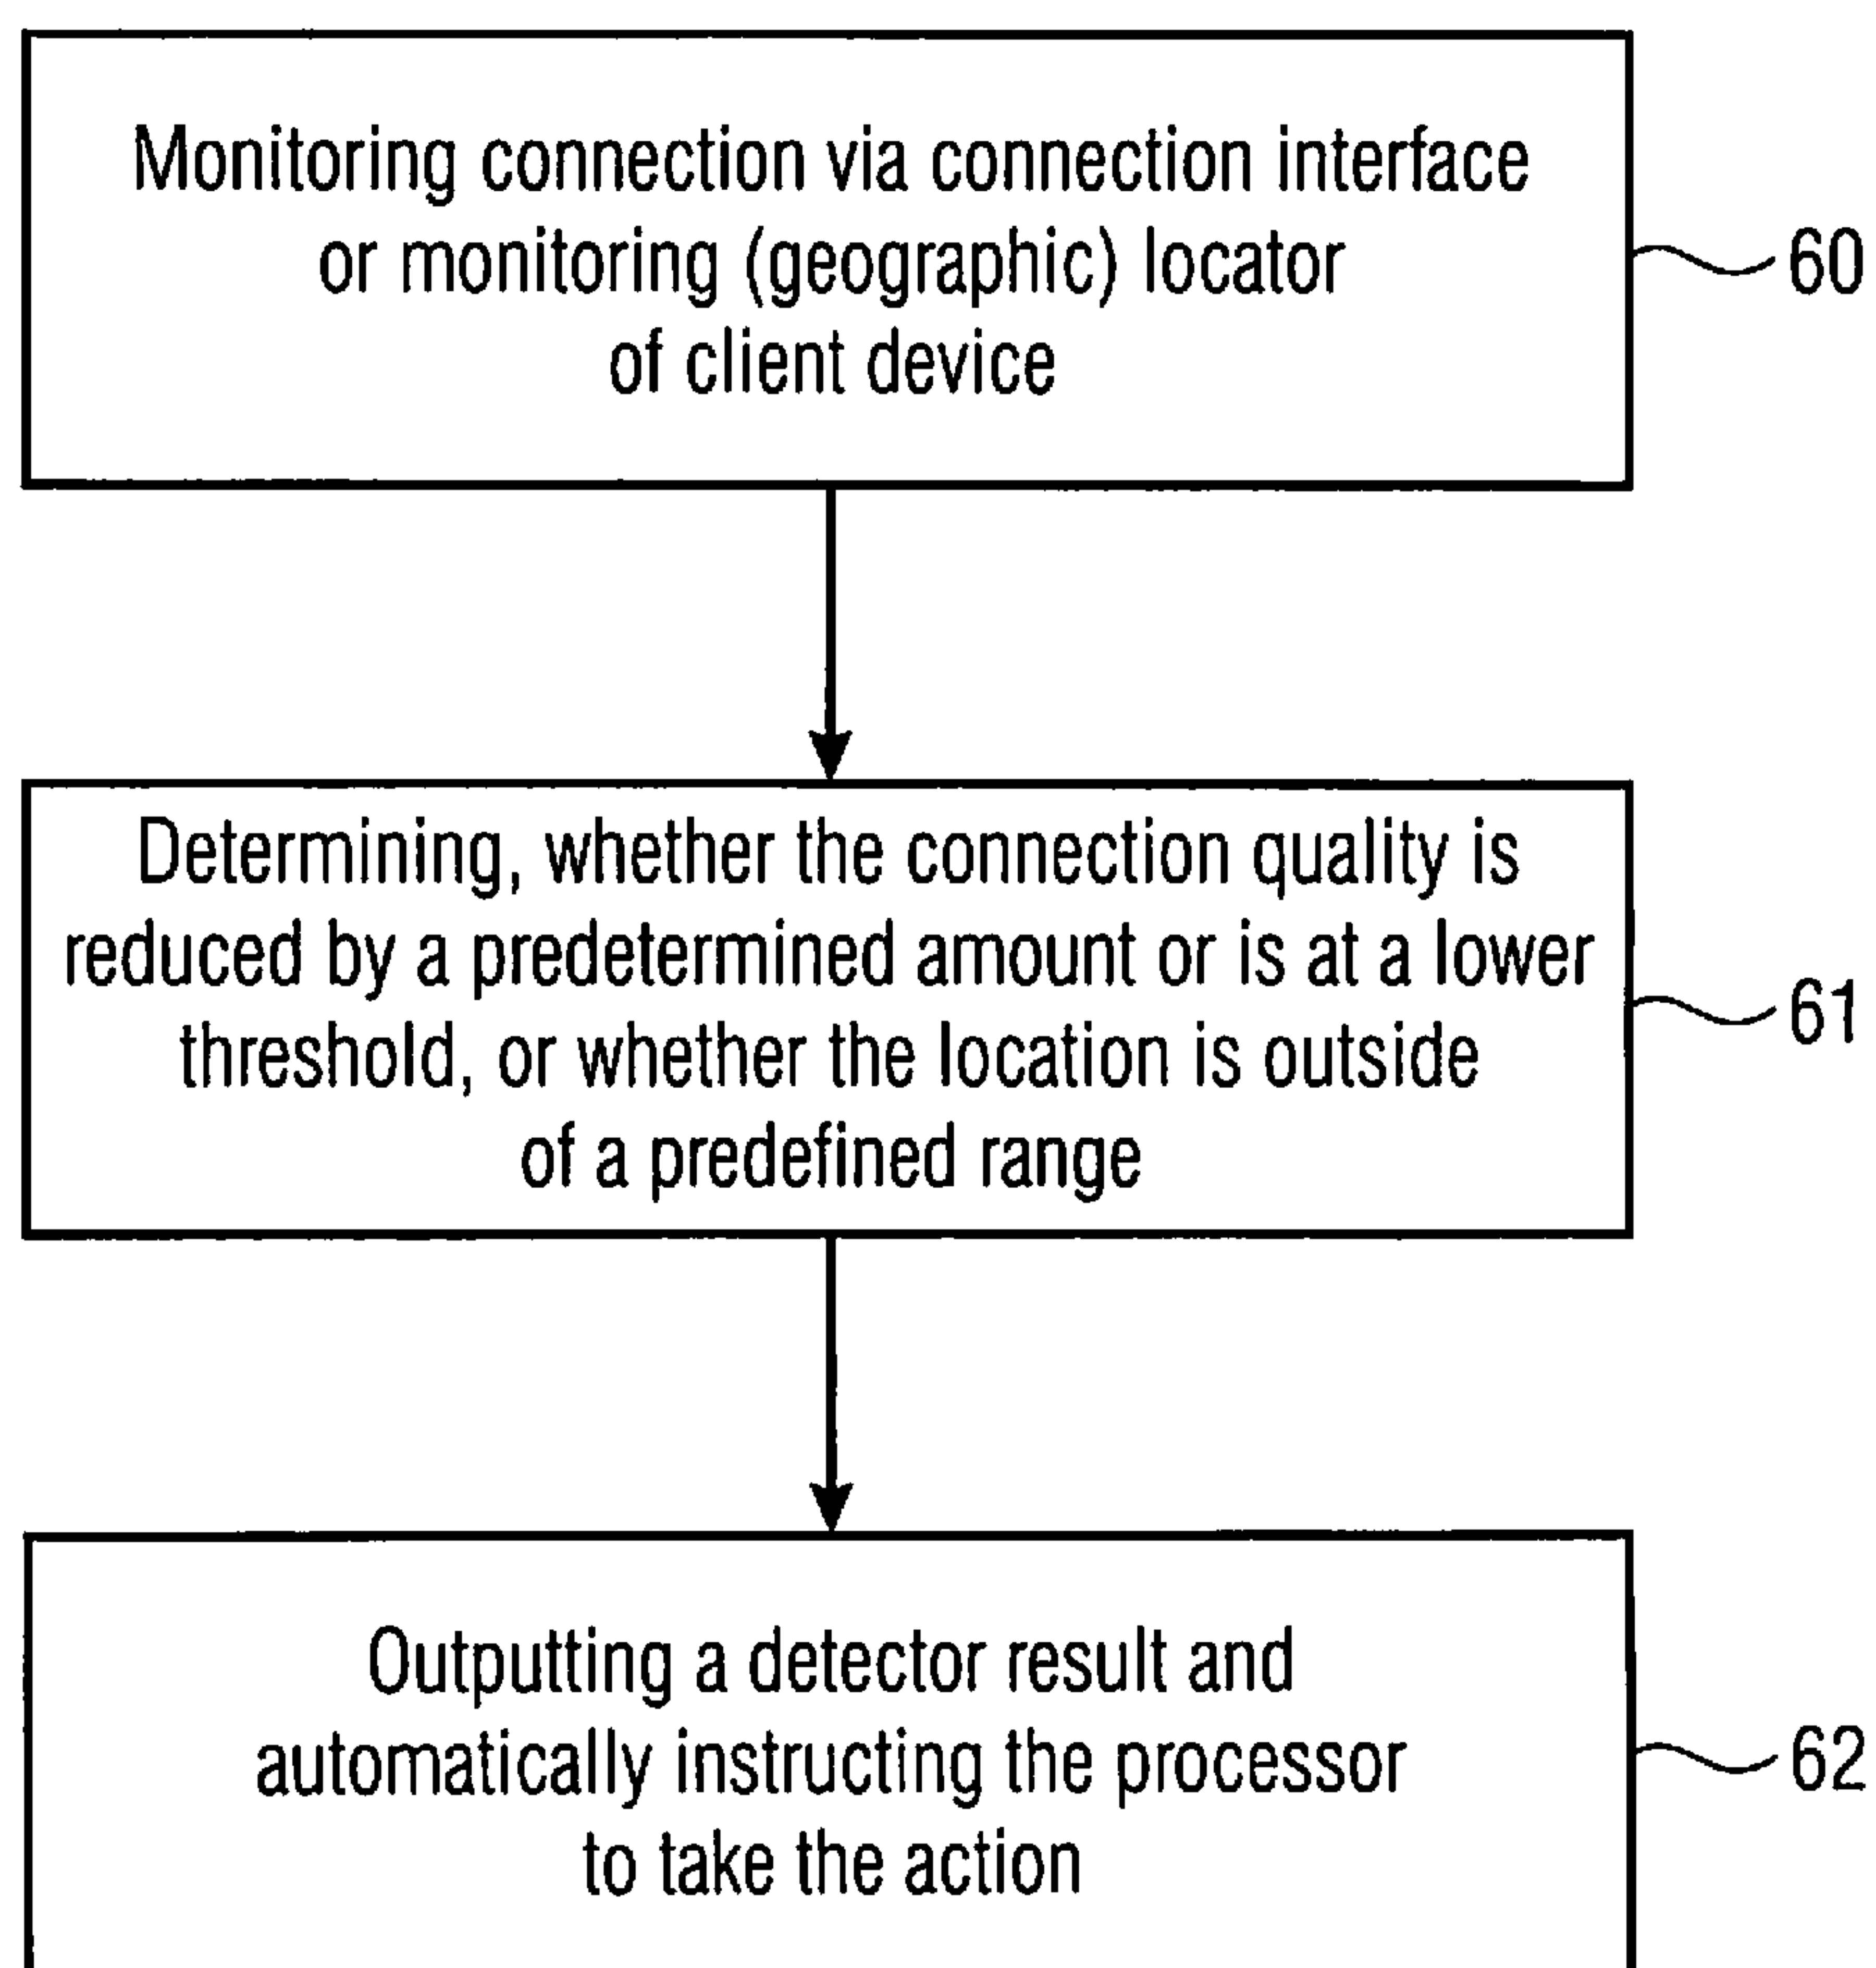 Monitoring connection via connection interface
or monitoring (geographic) locator
of client device
60
Determining, whether the connection quality is
reduced by a predetermined amount or is at a lower
threshold, or whether the location is outside
of a predefined range
61
Outputting a detector result and
automatically instructing the processor
to take the action
62